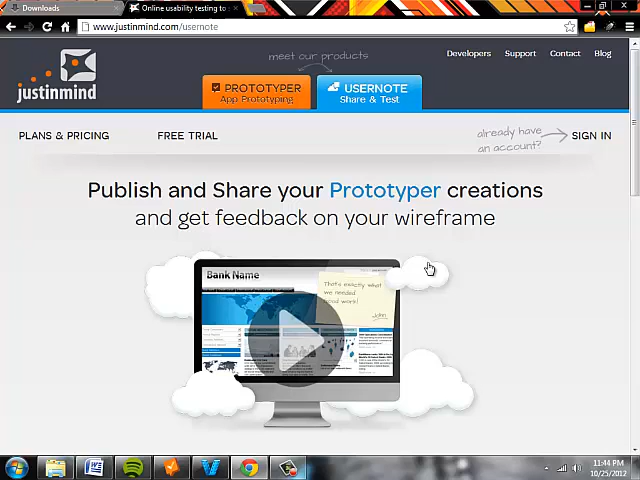 Downloads
Online usability testing to
www.justinmind.com/usernote
justinmind
meet our products
PROTOTYPER
App Prototyping
USERNOTE
Share & Test
Developers
Support
Contact
Blog
PLANS & PRICING
FREE TRIAL
already have
an account?
SIGN IN
Publish and Share your Prototyper creations
and get feedback on your wireframe
Bank Name
That's exactly what
we needed
good work!
John
11:44 PM
10/25/2012